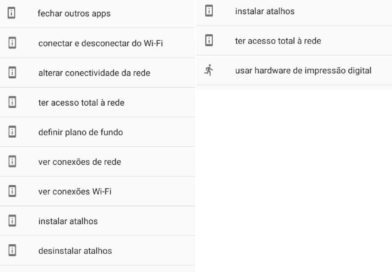 fechar outros apps
conectar e desconectar do Wi-Fi
alterar conectividade da rede
ter acesso total à rede
definir plano de fundo
ver conexões de rede
ver conexões Wi-Fi
instalar atalhos
desinstalar atalhos
instalar atalhos
ter acesso total à rede
usar hardware de impressão digital